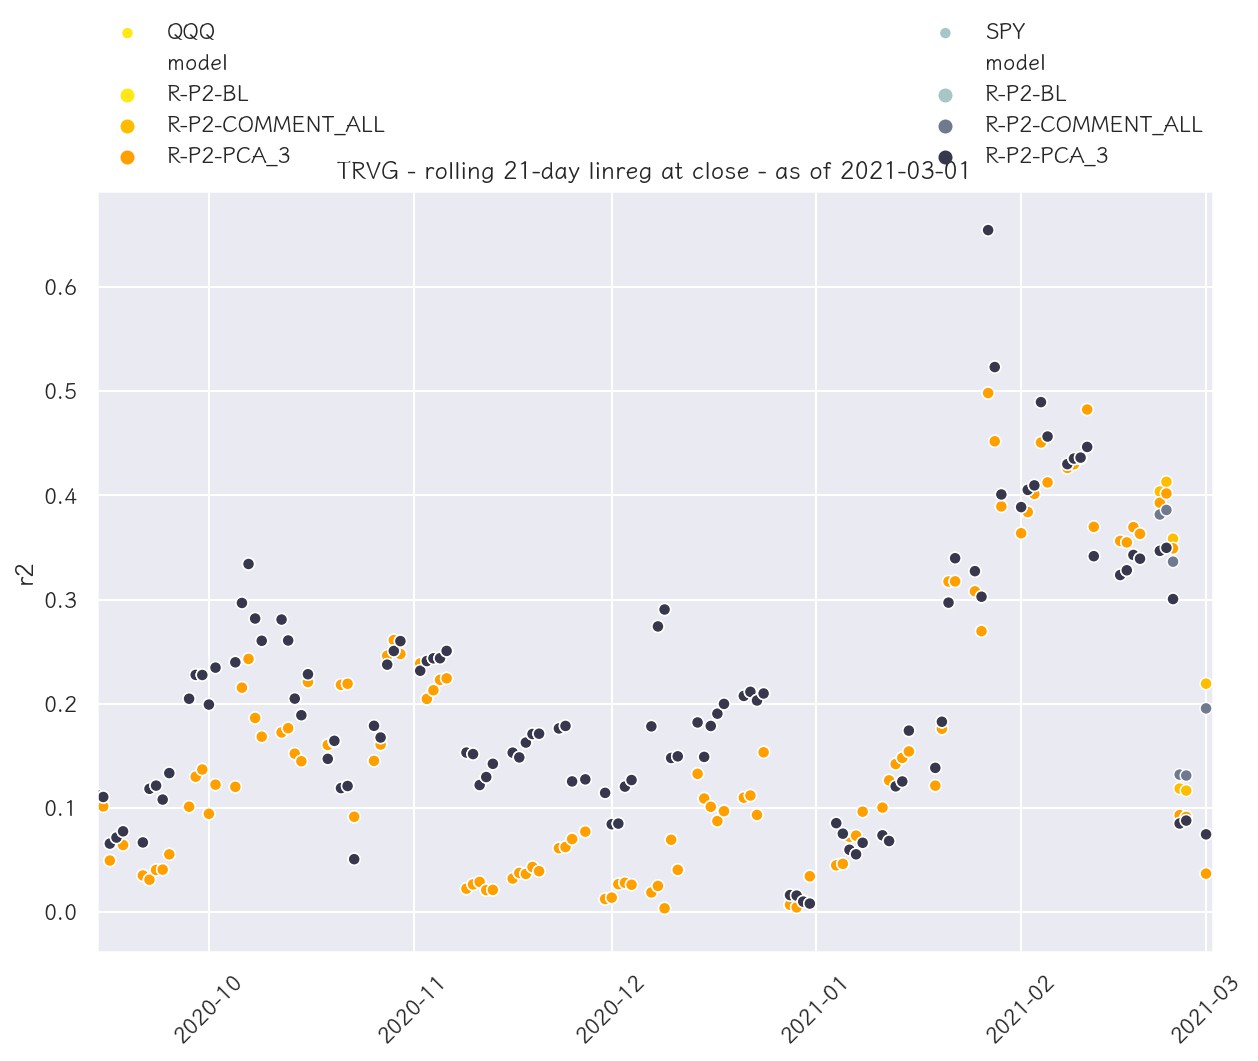 QQQ
model
R-P2-BL
R-P2-COMMENT_ALL
R-P2-PCA_3
SPY
model
R-P2-BL
R-P2-COMMENT_ALL
R-P2-PCA_3
TRVG - rolling 21-day linreg at close - as of 2021-03-01
r2
0.6
0.5
0.4
0.3
0.2
0.1
0.0
2020-10
2020-11
2020-12
2021-01
2021-02
2021-03